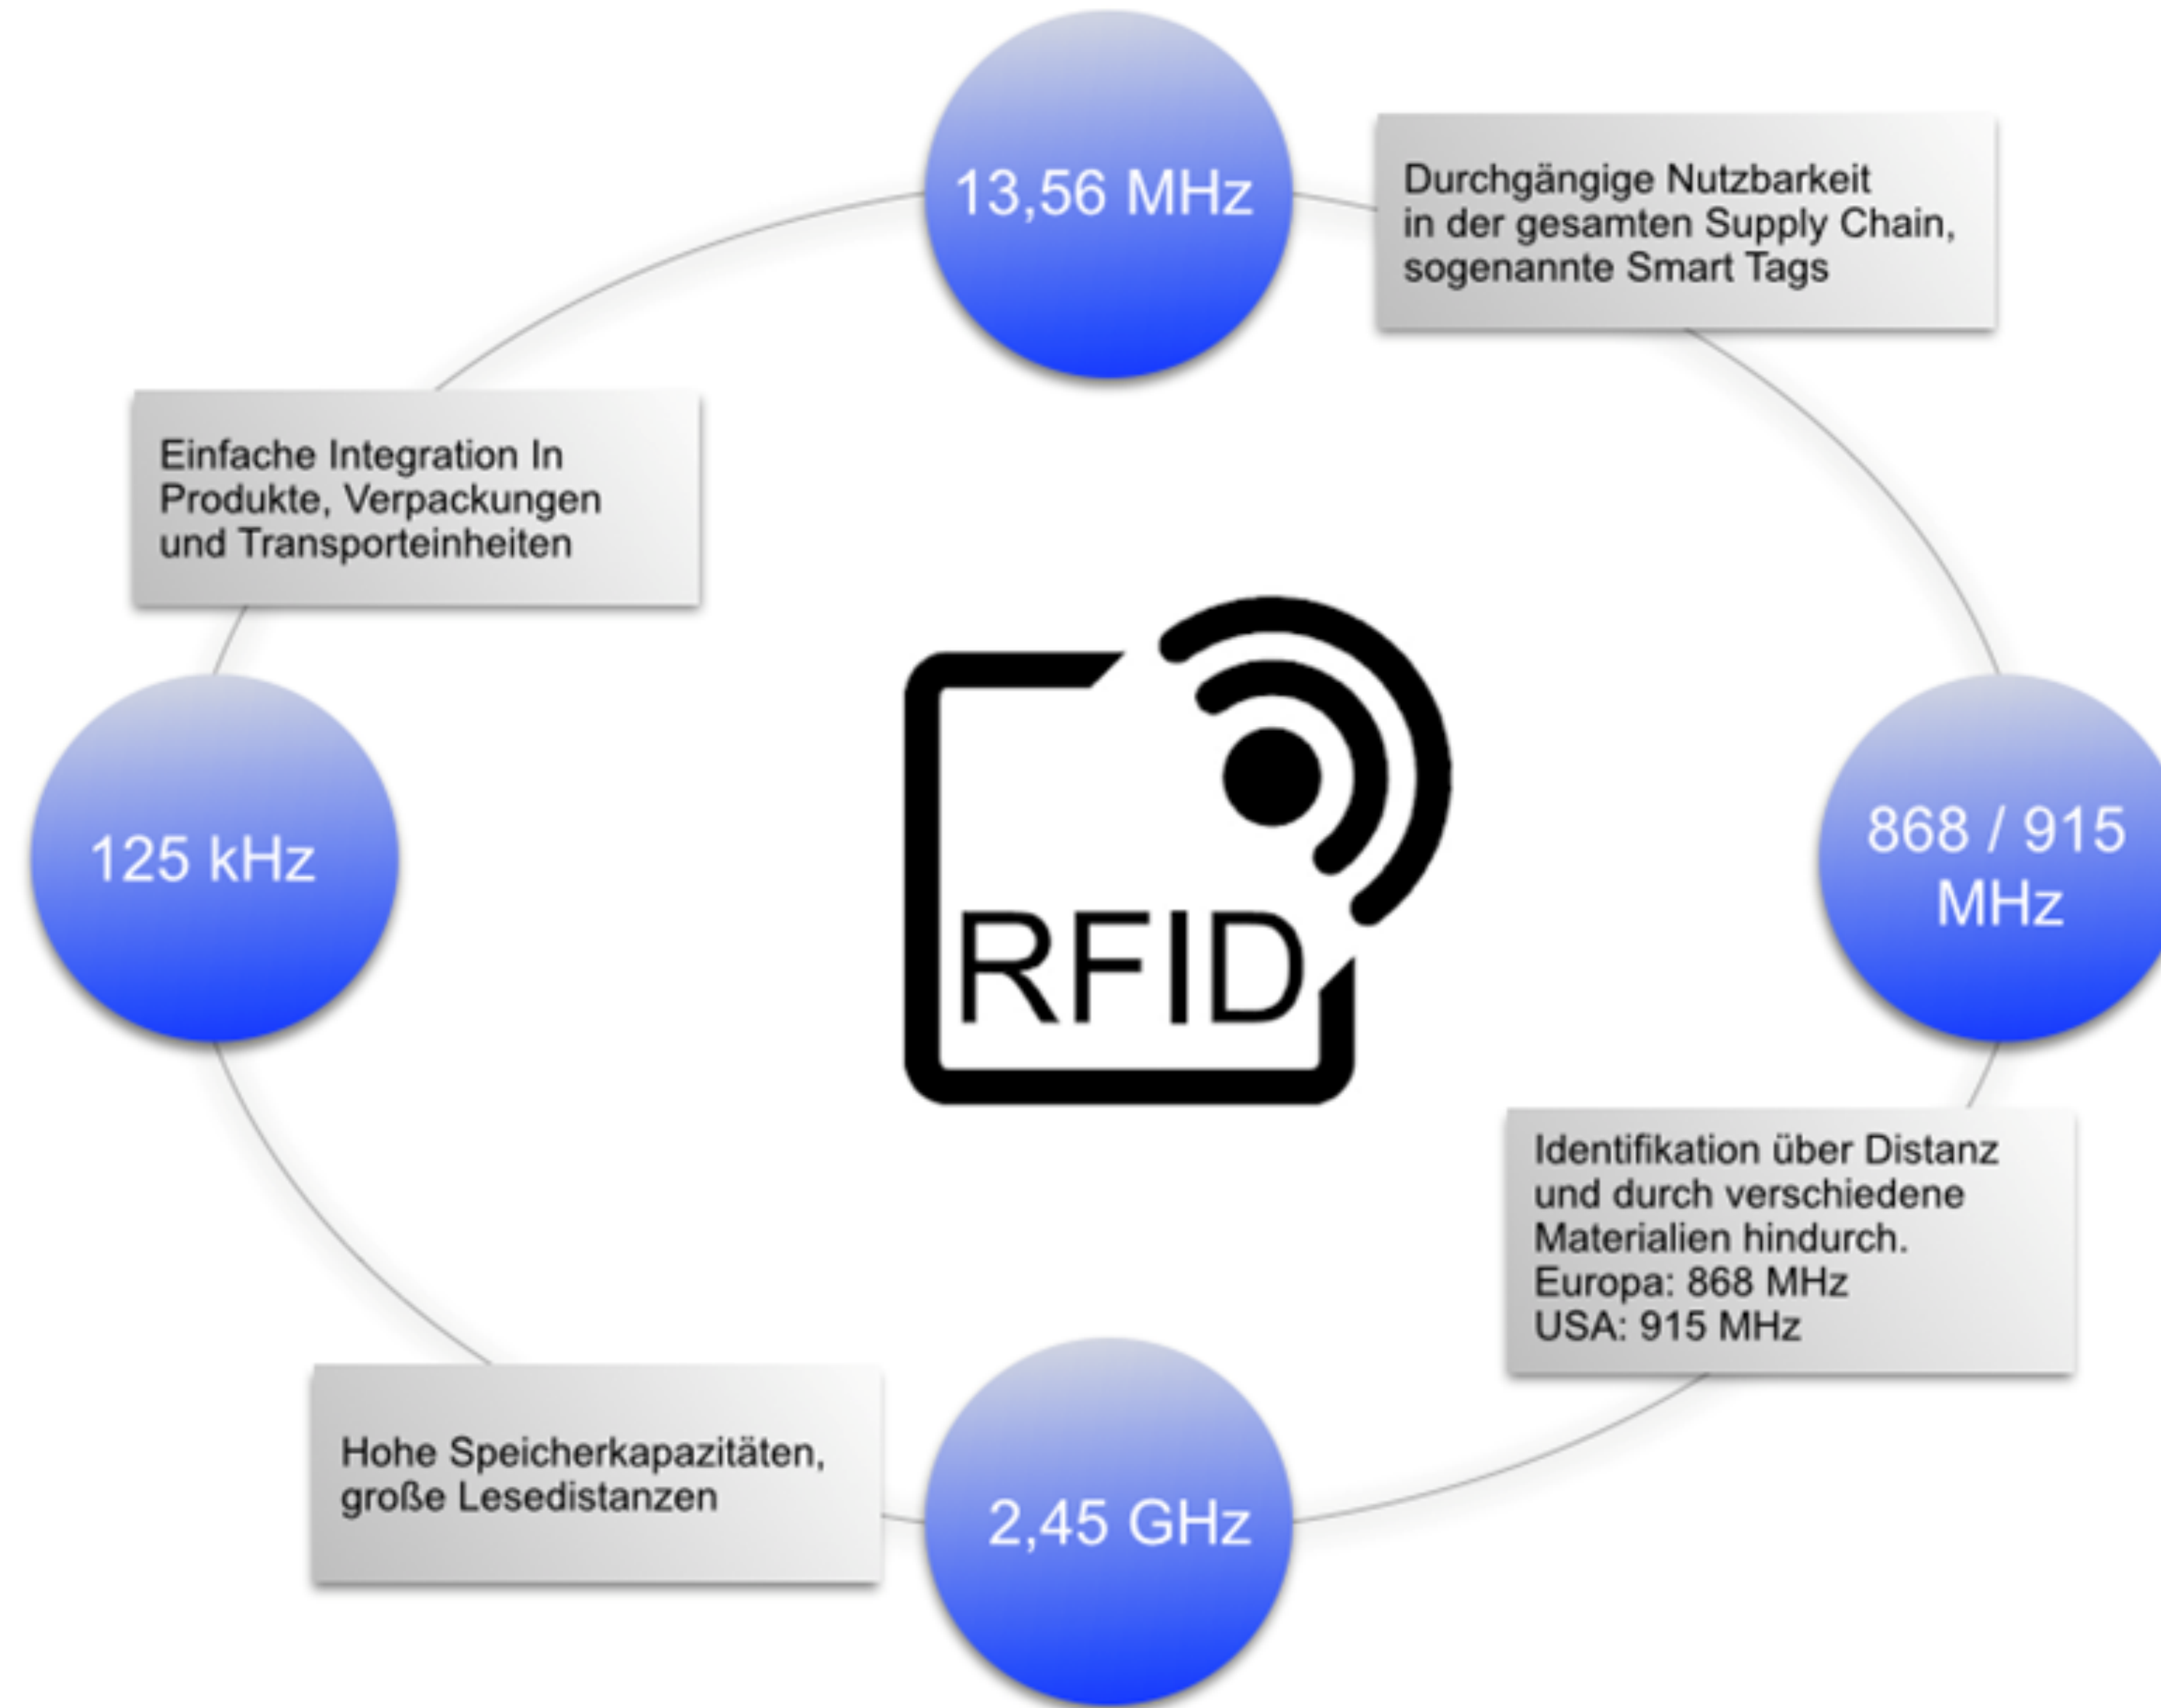 13,56 MHz
Durchgängige Nutzbarkeit
in der gesamten Supply Chain,
sogenannte Smart Tags
Einfache Integration In
Produkte, Verpackungen
und Transporteinheiten
125 kHz
868 / 915
MHz
RFID
Identifikation über Distanz
und durch verschiedene
Materialien hindurch.
Europa: 868 MHz
USA: 915 MHz
Hohe Speicherkapazitäten,
große Lesedistanzen
2,45 GHz